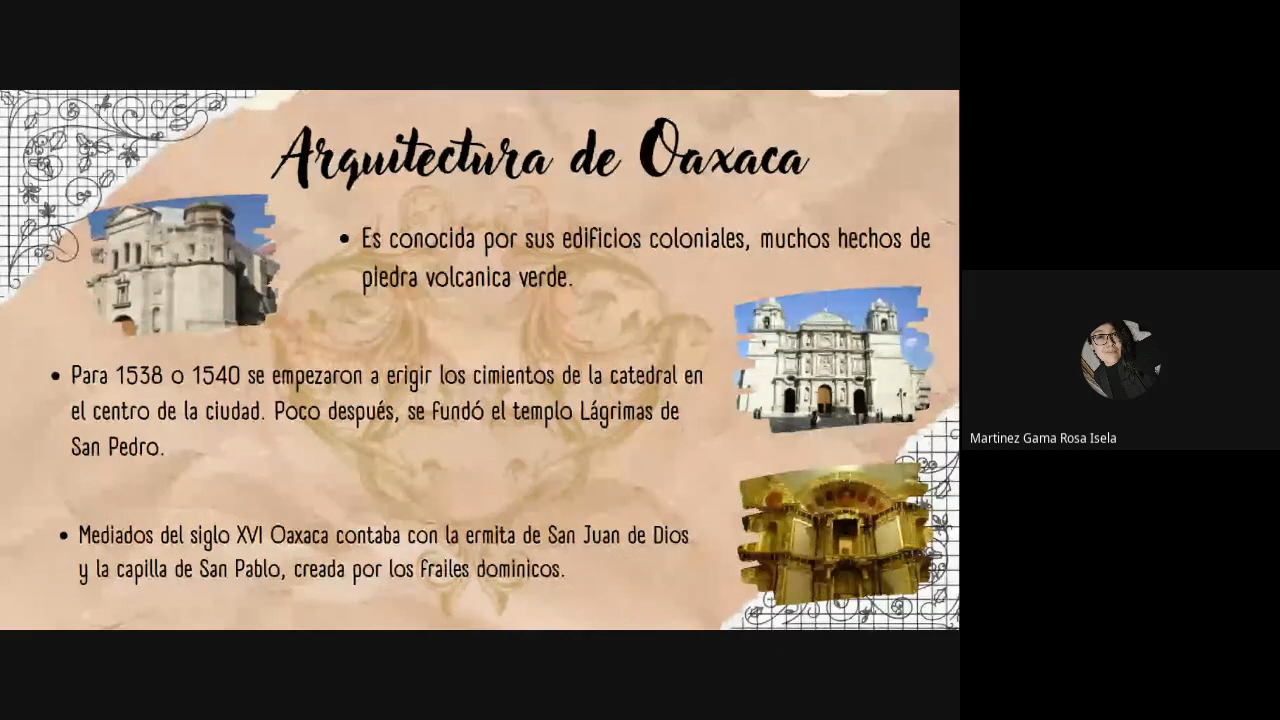 Arquitectura de Oaxaca
• Es conocida por sus edificios coloniales, muchos hechos de
piedra volcanica verde.
• Para 1538 o 1540 se empezaron a erigir los cimientos de la catedral en
el centro de la ciudad. Poco después, se fundó el templo Lágrimas de
San Pedro.
• Mediados del siglo XVI Oaxaca contaba con la ermita de San Juan de Dios
y la capilla de San Pablo, creada por los frailes dominicos.
Martinez Gama Rosa Isela